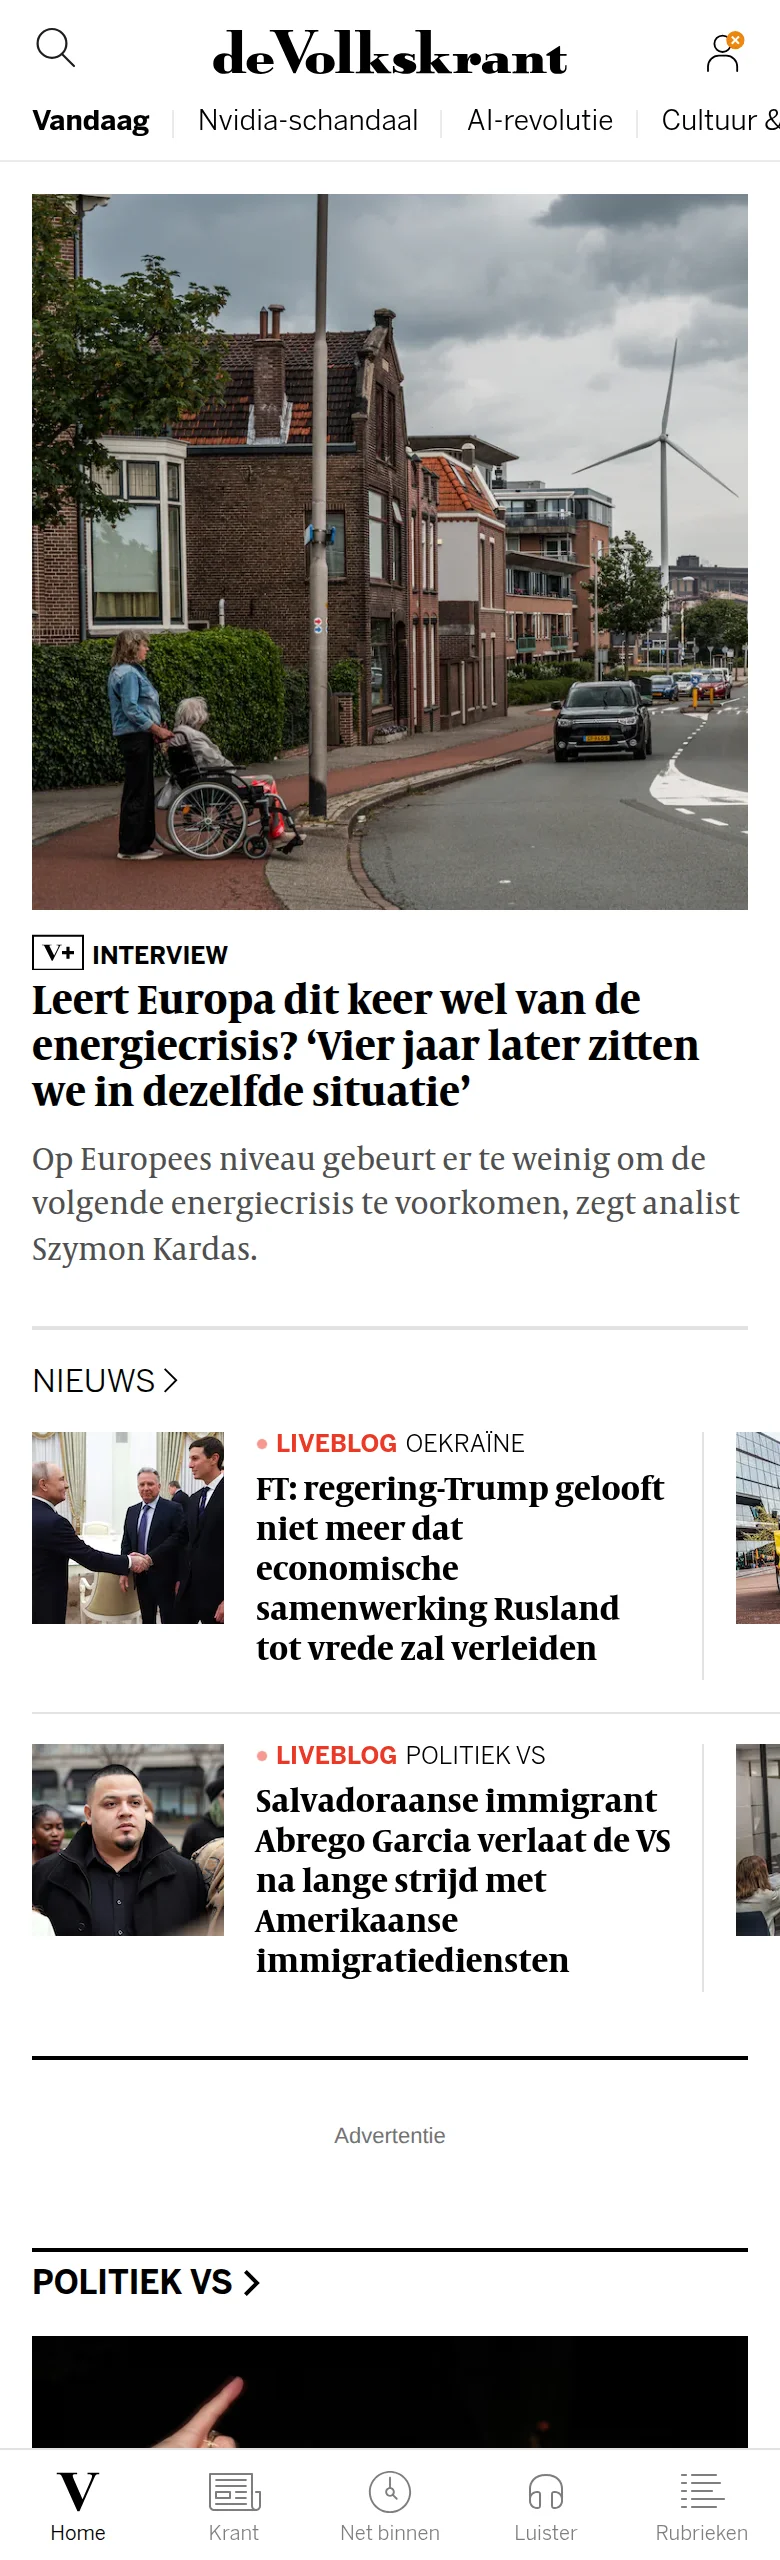 deVolkskrant
Vandaag
Nvidia-schandaal
AI-revolutie
Cultuur &
V+ INTERVIEW
Leert Europa dit keer wel van de
energiecrisis? ‘Vier jaar later zitten
we in dezelfde situatie’
Op Europees niveau gebeurt er te weinig om de
volgende energiecrisis te voorkomen, zegt analist
Szymon Kardas.
NIEUWS
LIVEBLOG OEKRAÏNE
FT: regering-Trump gelooft
niet meer dat
economische
samenwerking Rusland
tot vrede zal verleiden
LIVEBLOG POLITIEK VS
Salvadoraanse immigrant
Abrego Garcia verlaat de VS
na lange strijd met
Amerikaanse
immigratiediensten
Advertentie
POLITIEK VS
V
Home
Krant
Net binnen
Luister
Rubrieken